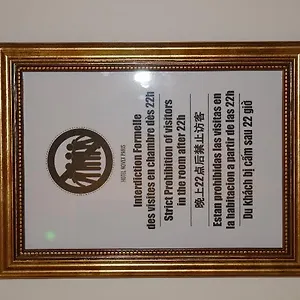 HOTEL NOVEX PARIS
Interdiction Formelle
des visites en chambre dès 22h
Strict Prohibition of visitors
in the room after 22h
晚上22点后禁止访客
Estan prohibidas las visitas en
la habitacion a partir de las 22h
Du khách bị cấm sau 22 giờ